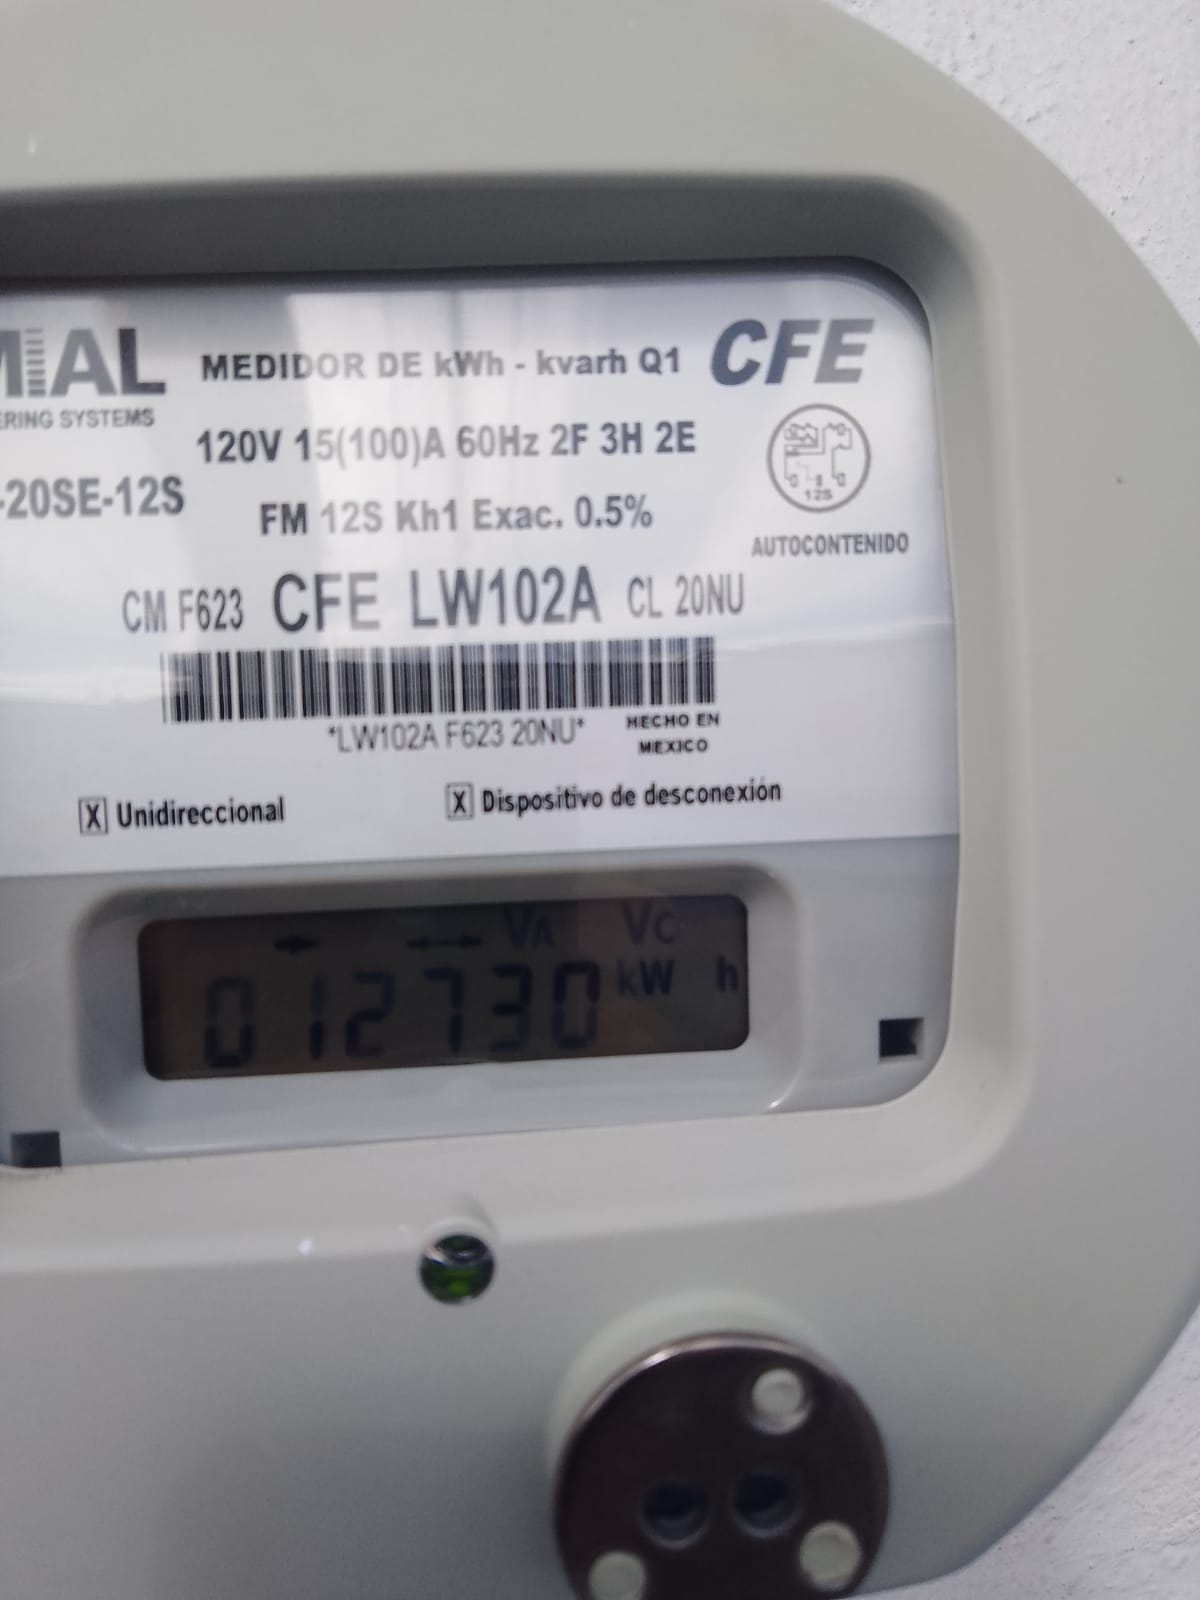 MIAL
MEDIDOR DE kWh - kvarh Q1
CFE
ERING SYSTEMS
120V 15(100)A 60Hz 2F 3H 2E
-20SE-12S
12S
FM 12S Kh1 Exac. 0.5%
AUTOCONTENIDO
CM F623 CFE LW102A CL 20NU
*LW102A F623 20NU*
HECHO EN
MEXICO
X Unidireccional
X Dispositivo de desconexión
VA VC
012730 kW h